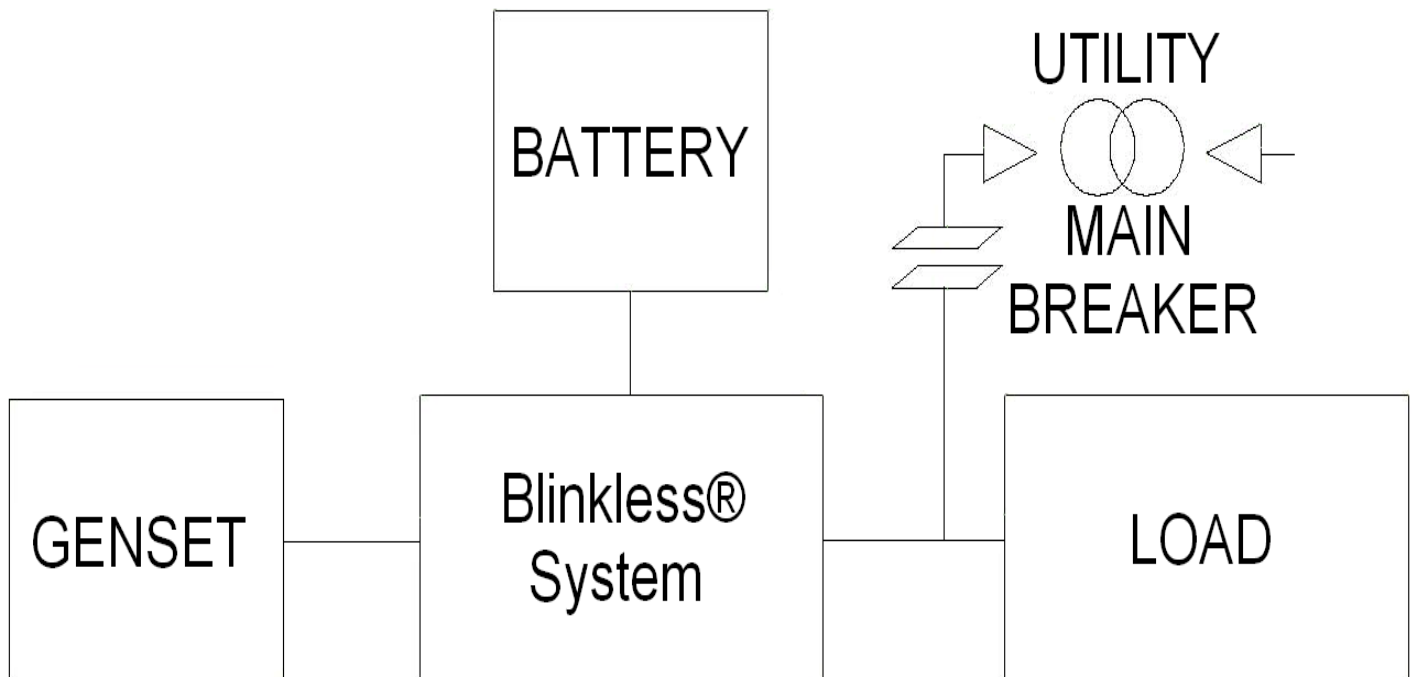 BATTERY
UTILITY
MAIN
BREAKER
GENSET
Blinkless®
System
LOAD